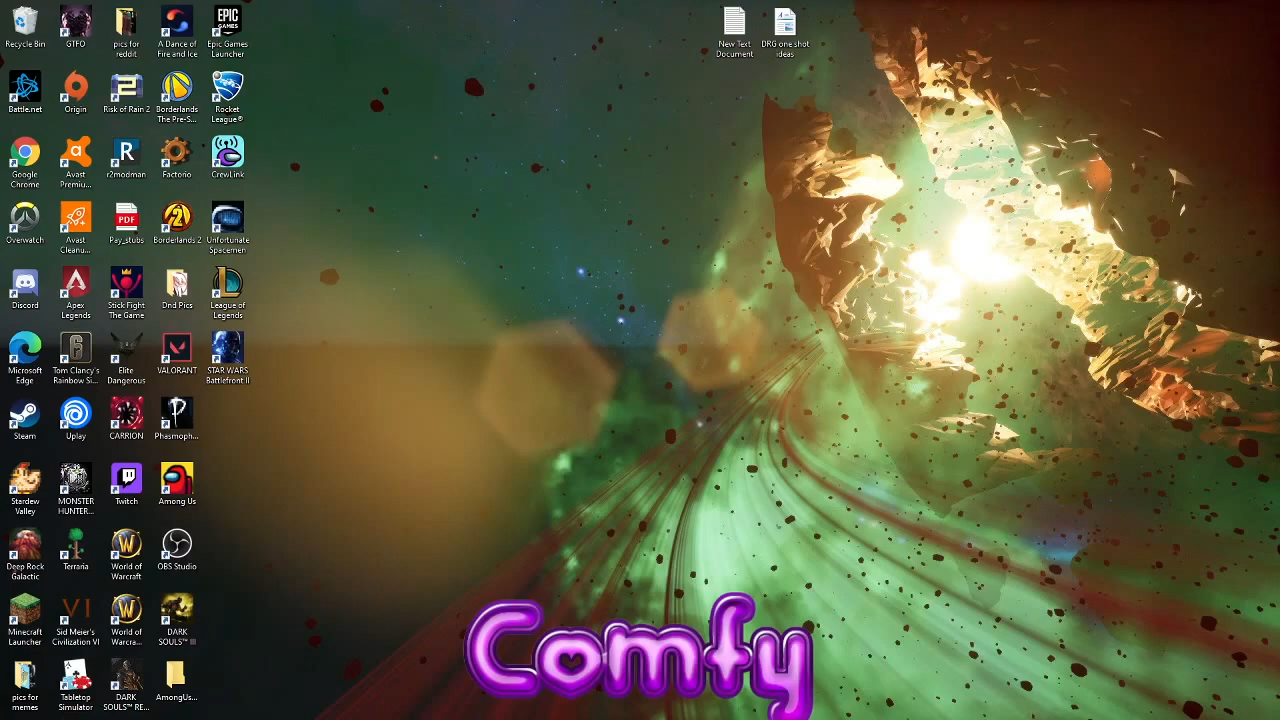 Recycle Bin
GTFO
pics for
reddit
A Dance of
Fire and Ice
EPIC
GAMES
Epic Games
Launcher
New Text
Document
DRG one shot
ideas
Battle.net
Origin
Risk of Rain 2
Borderlands
The Pre-S...
Rocket
League®
Google
Chrome
Avast
Premiu...
R
r2modman
Factorio
CrewLink
Overwatch
Avast
Cleanu...
PDF
Pay_stubs
Borderlands 2
Unfortunate
Spacemen
Discord
Apex
Legends
Stick Fight
The Game
Dnd Pics
League of
Legends
Microsoft
Edge
Tom Clancy's
Rainbow Si...
Elite
Dangerous
VALORANT
STAR WARS
Battlefront II
Steam
Uplay
CARRION
Phasmoph...
Stardew
Valley
MONSTER
HUNTER...
Twitch
Among Us
Deep Rock
Galactic
Terraria
World of
Warcraft
OBS Studio
Minecraft
Launcher
VI
Sid Meier's
Civilization VI
World of
Warcra...
DARK
SOULS™ III
pics for
memes
Tabletop
Simulator
DARK
SOULS™ RE...
AmongUs...
Comfy